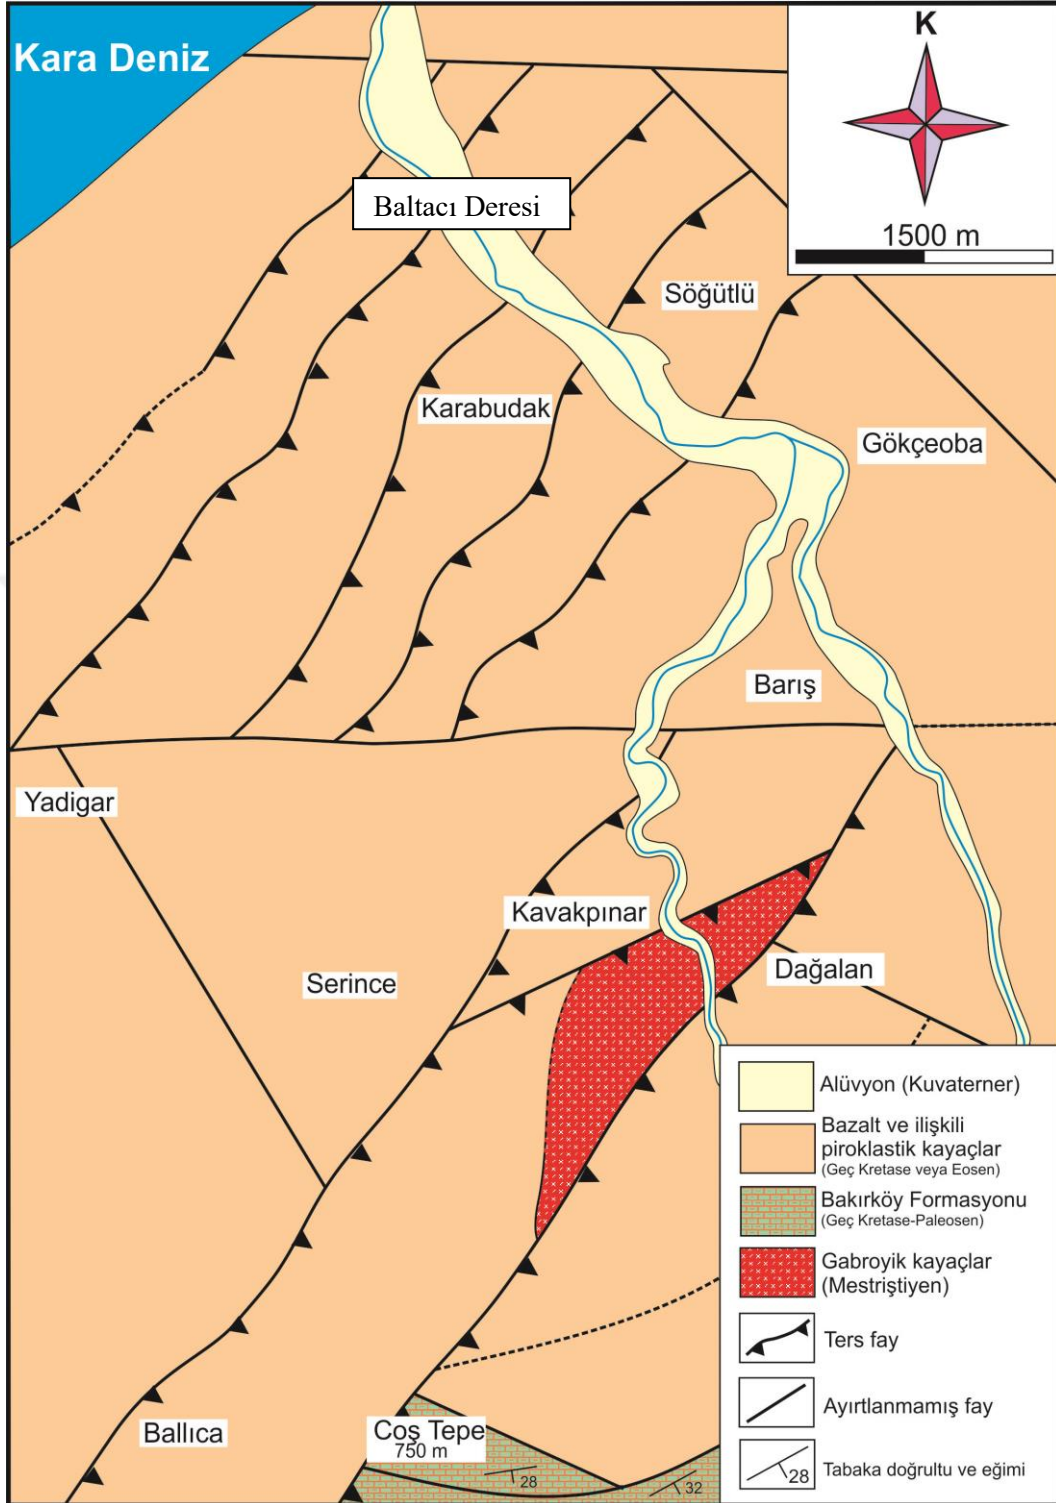 Kara Deniz
K
1500 m
Baltacı Deresi
Söğütlü
Karabudak
Gökçeoba
Barış
Yadigar
Kavakpınar
Serince
Dağalan
Ballıca
Coş Tepe
750 m
28
32
Alüvyon (Kuvaterner)
Bazalt ve ilişkili
piroklastik kayaçlar
(Geç Kretase veya Eosen)
Bakırköy Formasyonu
(Geç Kretase-Paleosen)
Gabroyik kayaçlar
(Mestriştiyen)
Ters fay
Ayırtlanmamış fay
28
Tabaka doğrultu ve eğimi